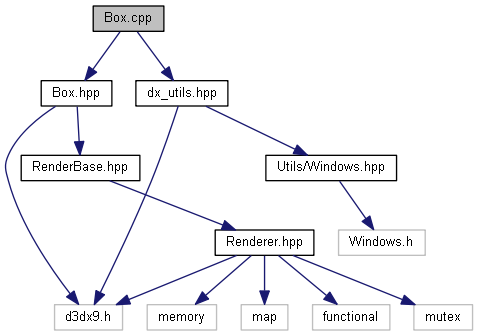 Box.cpp
Box.hpp
dx_utils.hpp
RenderBase.hpp
Utils/Windows.hpp
Renderer.hpp
Windows.h
d3dx9.h
memory
map
functional
mutex